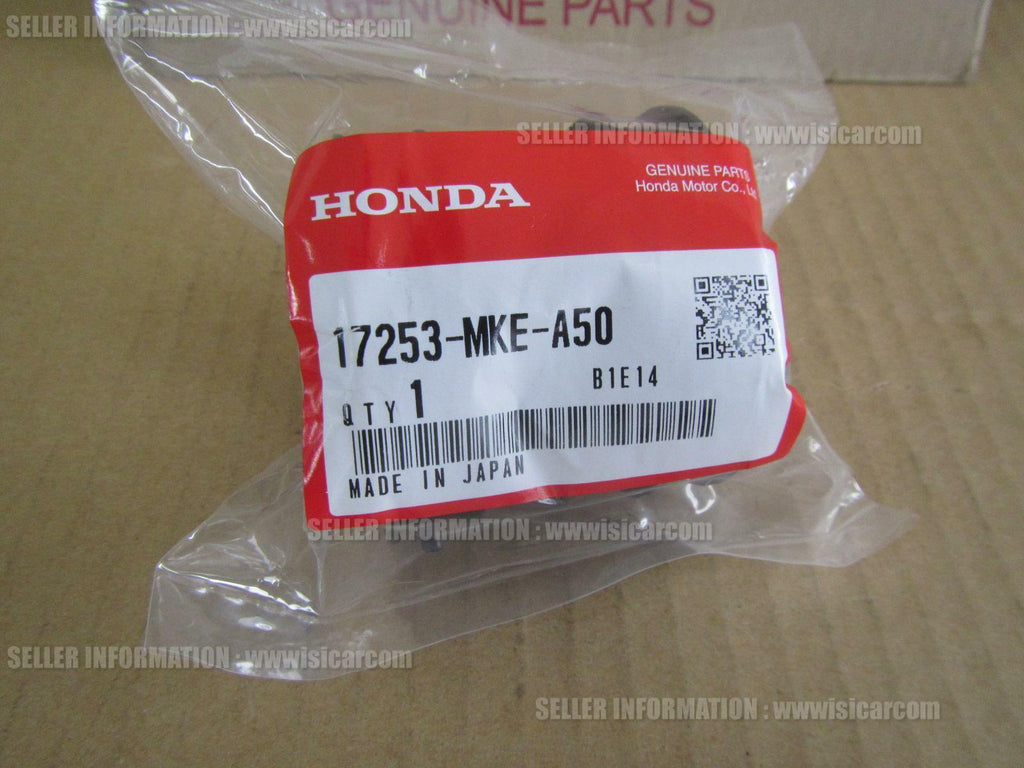 GENUINE PARTS
SELLER INFORMATION : wwwisicarcom
SELLER INFORMATION : wwwisicarcom
HONDA
GENUINE PARTS
Honda Motor Co.,
17253-MKE-A50
B1E14
QTY 1
MADE IN JAPAN
SELLER INFORMATION : wwwisicarcom
SELLER INFORMATION : wwwisicarcom
SELLER INFORMATION : wwwisicarcom